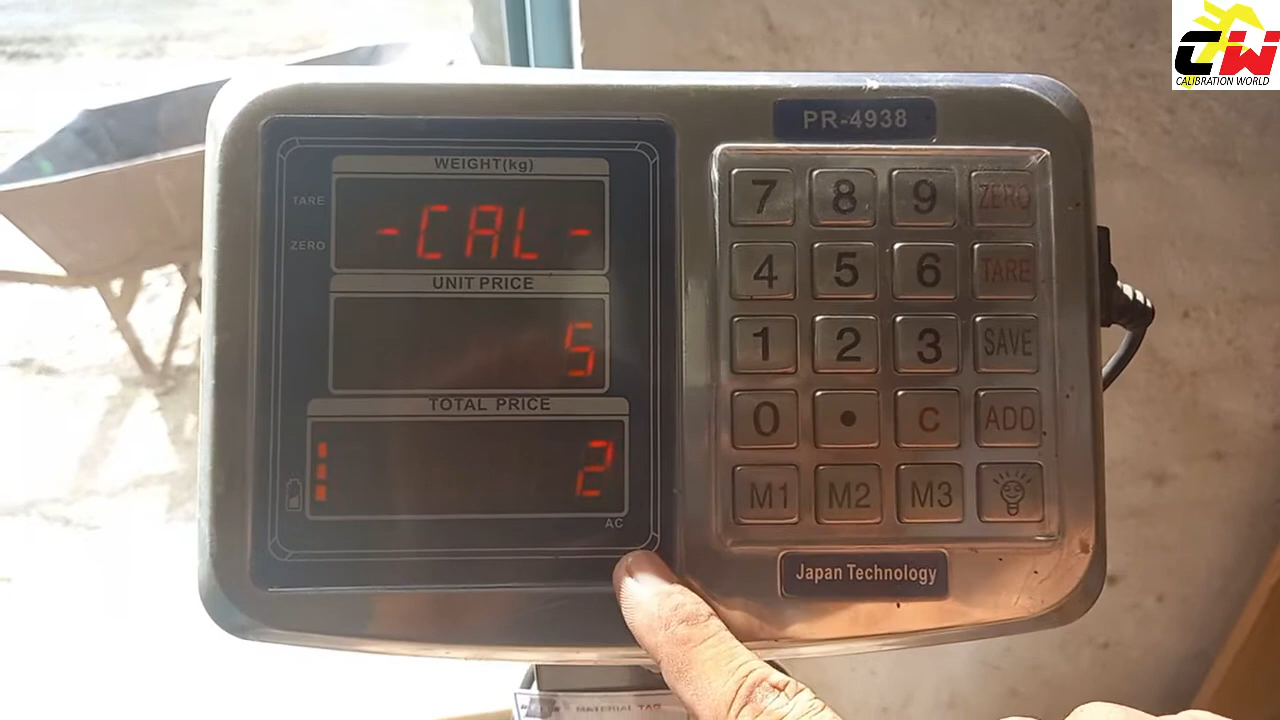 CW
CALIBRATION WORLD
PR-4938
WEIGHT(kg)
TARE
ZERO
-CAL-
UNIT PRICE
5
TOTAL PRICE
2
AC
7 8 9 ZERO
4 5 6 TARE
1 2 3 SAVE
0 • C ADD
M1 M2 M3
Japan Technology
MATERIAL TAG